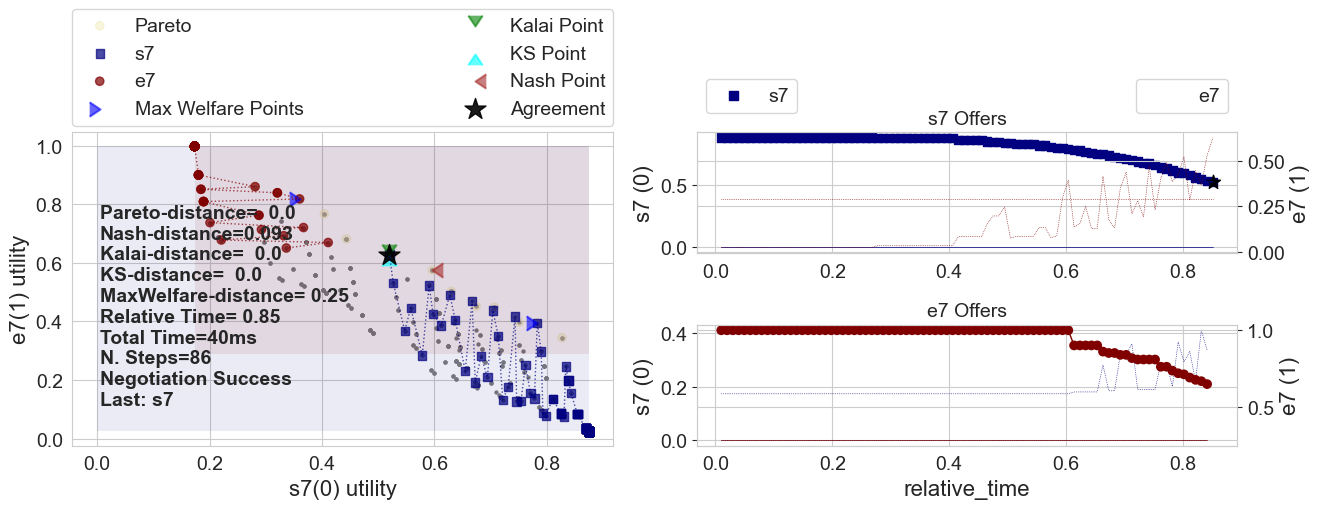 Pareto
s7
e7
Max Welfare Points
Kalai Point
KS Point
Nash Point
Agreement
1.0
0.8
0.6
0.4
0.2
0.0
e7(1) utility
Pareto-distance=  0.0
Nash-distance=0.093
Kalai-distance=  0.0
KS-distance=  0.0
MaxWelfare-distance= 0.25
Relative Time= 0.85
Total Time=40ms
N. Steps=86
Negotiation Success
Last: s7
0.0 0.2 0.4 0.6 0.8
s7(0) utility
s7
e7
s7 Offers
s7 (0)
0.5
0.0
0.50
0.25
0.00
e7 (1)
0.0 0.2 0.4 0.6 0.8
e7 Offers
s7 (0)
0.4
0.2
0.0
1.0
0.5
e7 (1)
0.0 0.2 0.4 0.6 0.8
relative_time